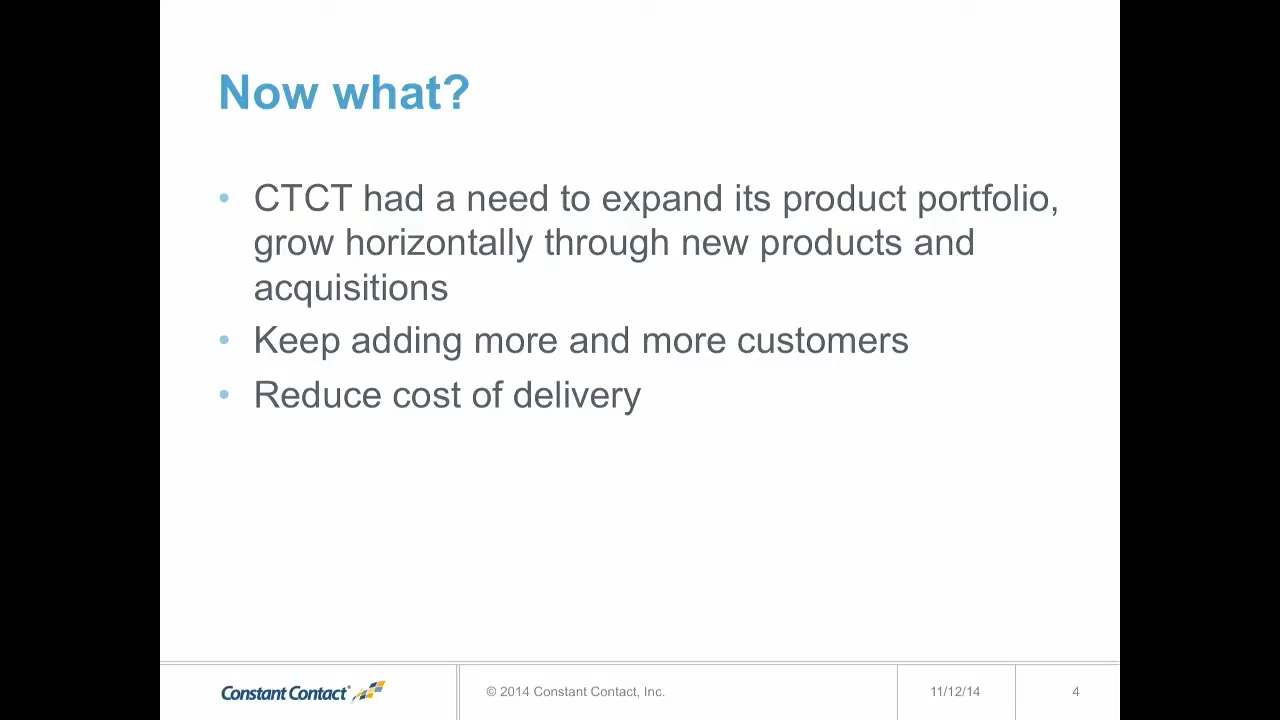 Now what?
• CTCT had a need to expand its product portfolio,
grow horizontally through new products and
acquisitions
• Keep adding more and more customers
• Reduce cost of delivery
Constant Contact®
© 2014 Constant Contact, Inc.
11/12/14
4